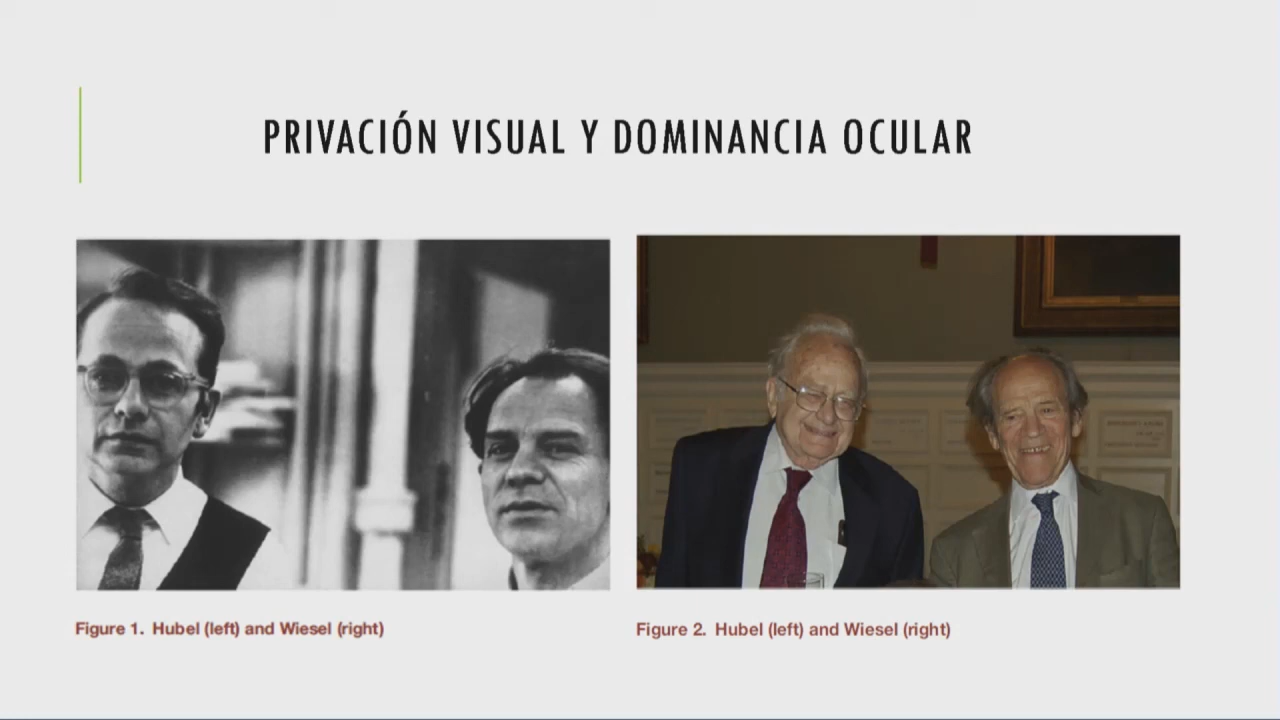 PRIVACIÓN VISUAL Y DOMINANCIA OCULAR
Figure 1. Hubel (left) and Wiesel (right)
Figure 2. Hubel (left) and Wiesel (right)